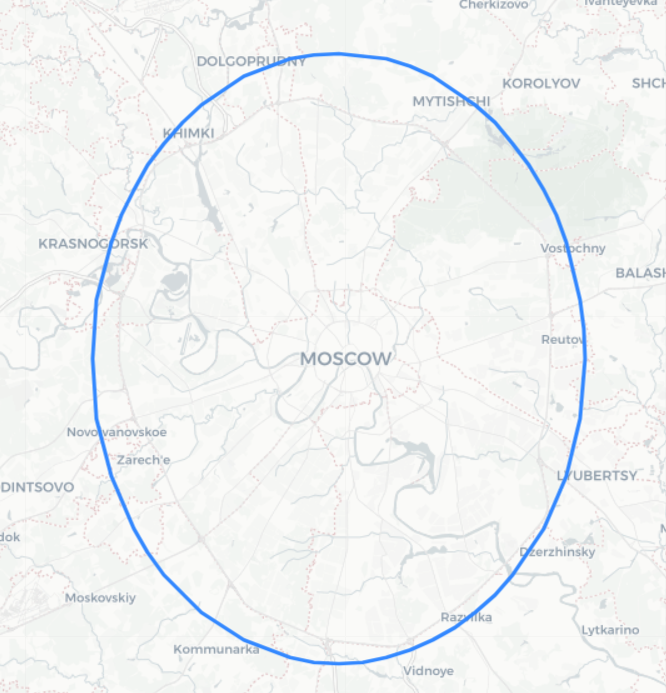 Cherkizovo
Ivanteyevka
DOLGOPRUDNY
KOROLYOV
SHCH
MYTISHCHI
KHIMKI
KRASNOGORSK
Vostochny
BALASH
Reutov
MOSCOW
Novoivanovskoe
Zarech'e
LYUBERTSY
DINTSOVO
dok
Dzerzhinsky
Moskovskiy
Razvilka
Lytkarino
Kommunarka
Vidnoye